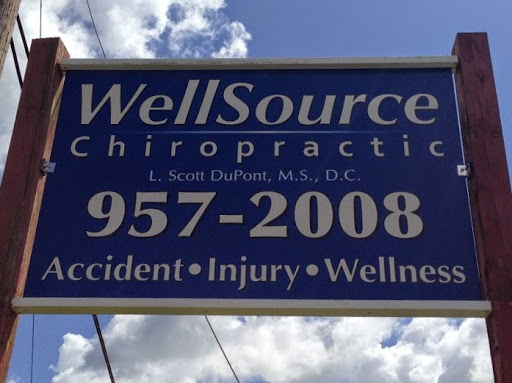 WellSource
Chiropractic
L. Scott DuPont, M.S., D.C.
957-2008
Accident • Injury • Wellness